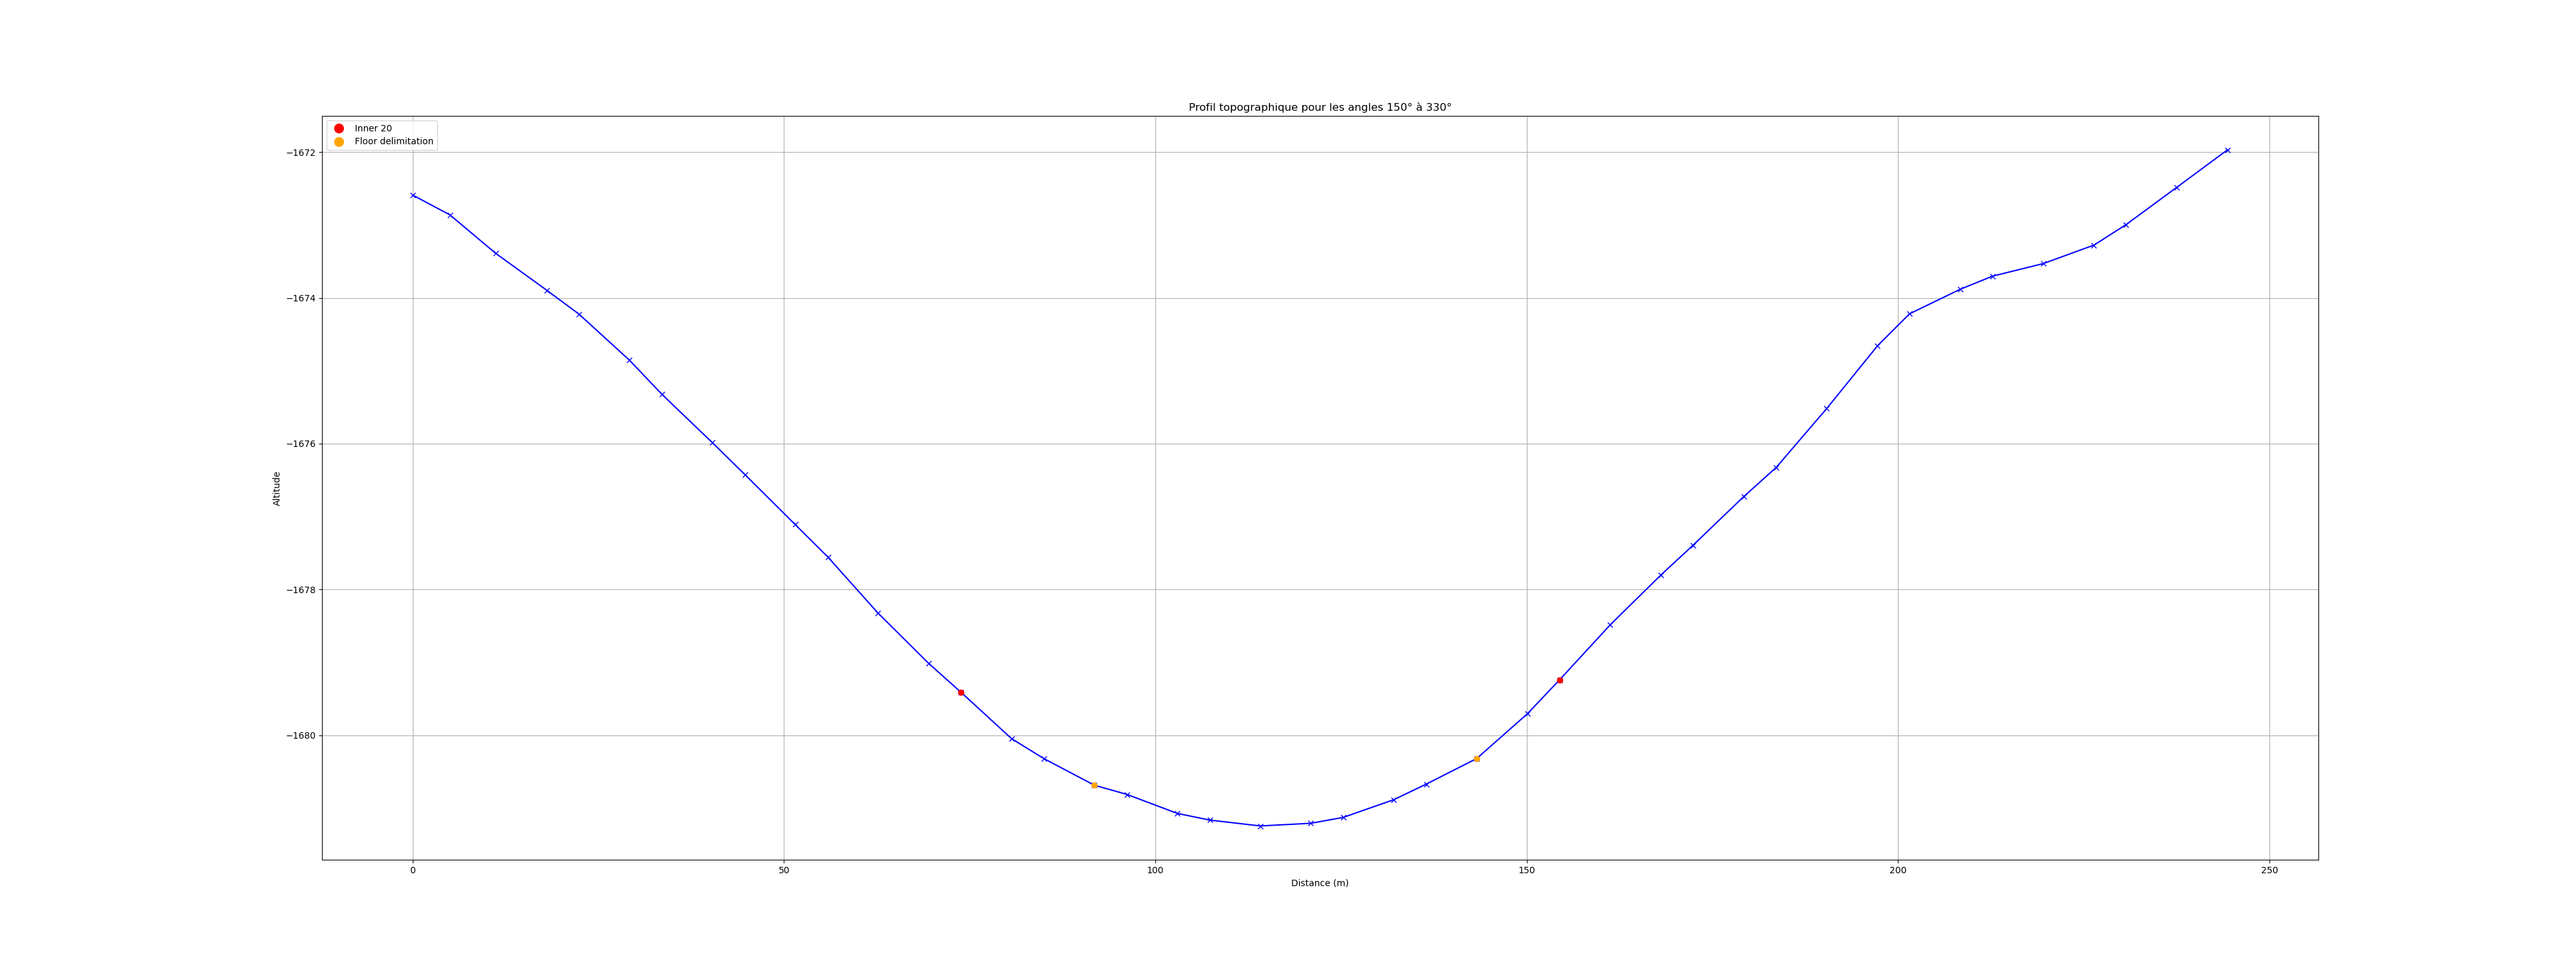 Profil topographique pour les angles 150° à 330°
Inner 20
Floor delimitation
−1672
−1674
−1676
−1678
−1680
Altitude
0 50 100 150 200 250
Distance (m)